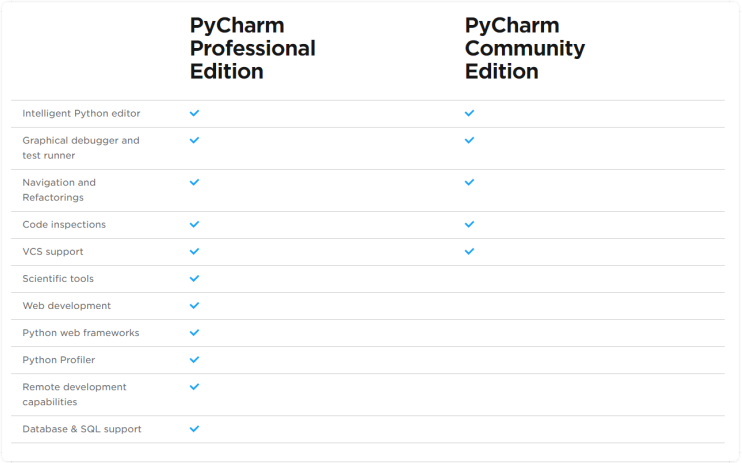 PyCharm
Professional
Edition
PyCharm
Community
Edition
Intelligent Python editor
Graphical debugger and
test runner
Navigation and
Refactorings
Code inspections
VCS support
Scientific tools
Web development
Python web frameworks
Python Profiler
Remote development
capabilities
Database & SQL support